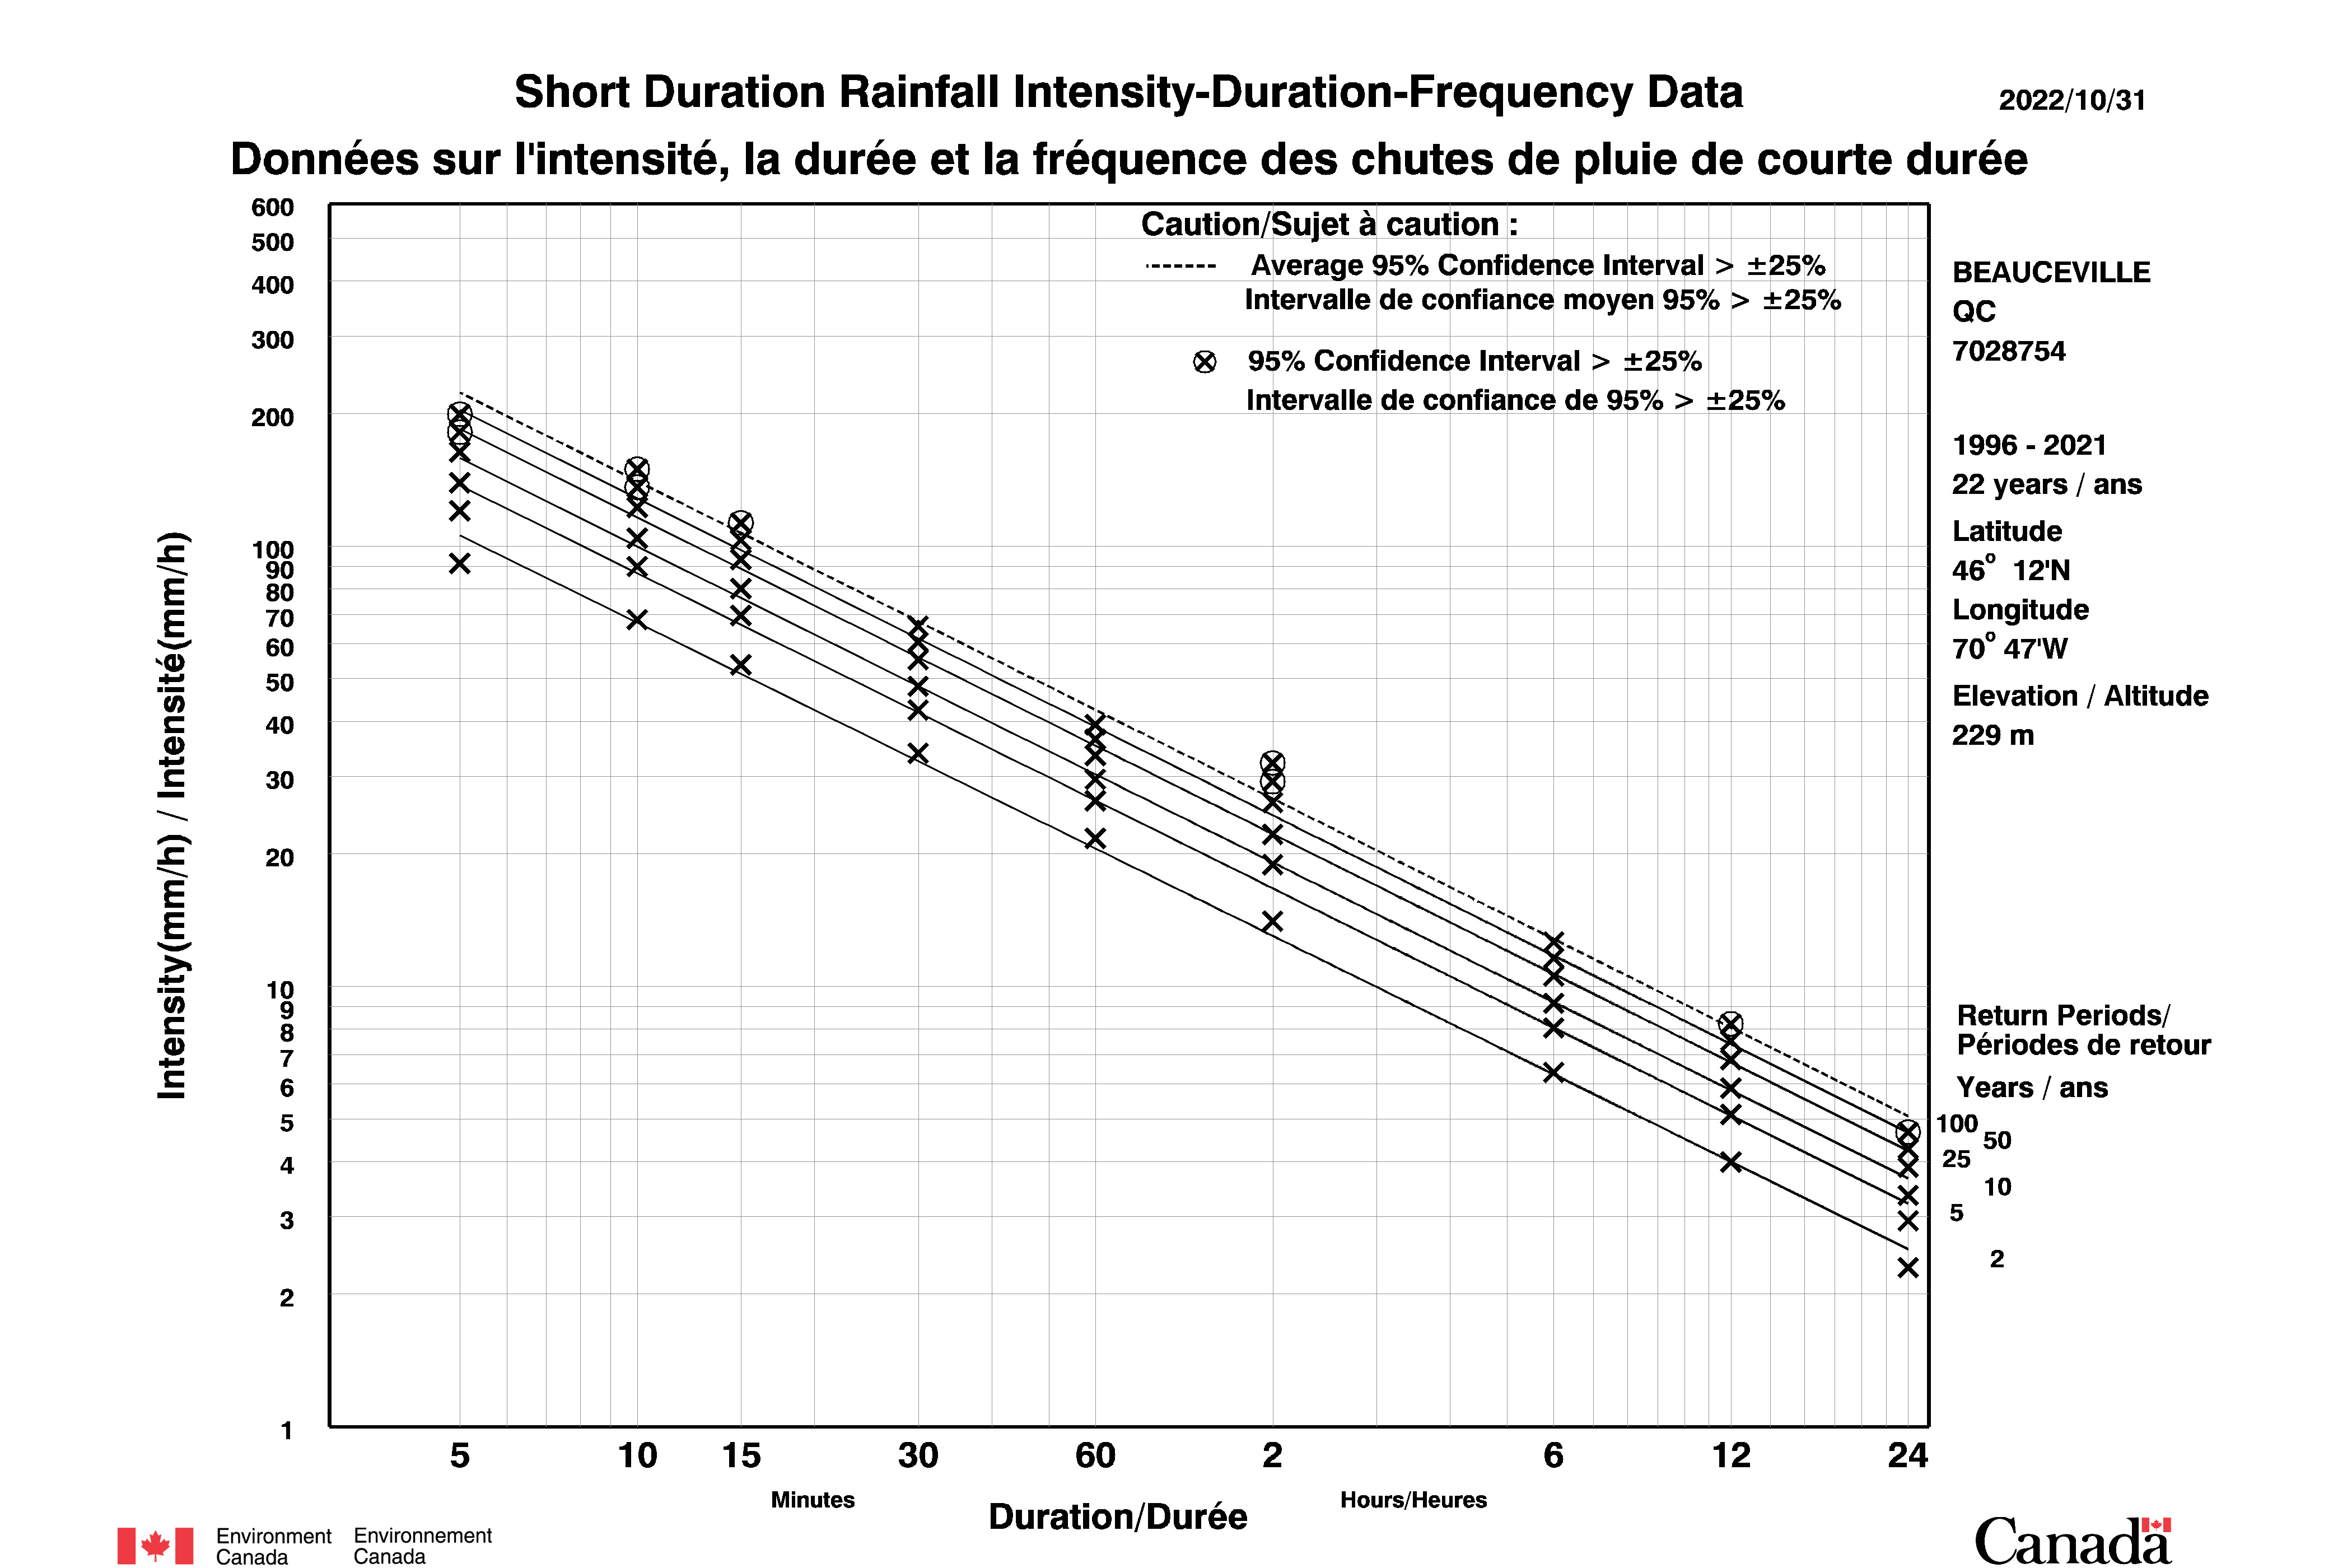 Short Duration Rainfall Intensity-Duration-Frequency Data
2022/10/31
Données sur l'intensité, la durée et la fréquence des chutes de pluie de courte durée
Caution/Sujet à caution :
Average 95% Confidence Interval > ±25%
Intervalle de confiance moyen 95% > ±25%
95% Confidence Interval > ±25%
Intervalle de confiance de 95% > ±25%
BEAUCEVILLE
QC
7028754
1996 - 2021
22 years / ans
Latitude
46° 12'N
Longitude
70° 47'W
Elevation / Altitude
229 m
Return Periods/
Périodes de retour
Years / ans
100
50
25
10
5
2
Intensity(mm/h) / Intensité(mm/h)
600
500
400
300
200
100
90
80
70
60
50
40
30
20
10
9
8
7
6
5
4
3
2
1
5 10 15 30 60 2 6 12 24
Minutes
Hours/Heures
Duration/Durée
Environment Canada
Environnement Canada
Canada